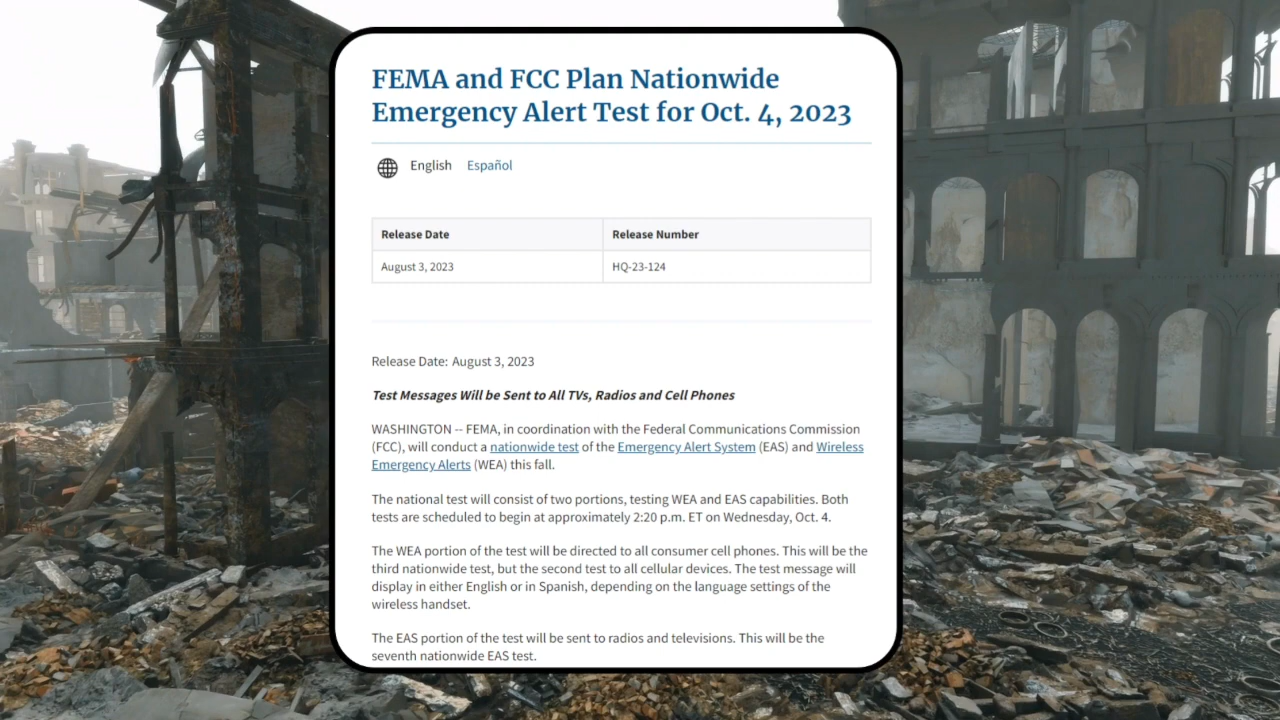 FEMA and FCC Plan Nationwide
Emergency Alert Test for Oct. 4, 2023
English Español
Release Date Release Number
August 3, 2023 HQ-23-124
Release Date: August 3, 2023
Test Messages Will be Sent to All TVs, Radios and Cell Phones
WASHINGTON -- FEMA, in coordination with the Federal Communications Commission
(FCC), will conduct a nationwide test of the Emergency Alert System (EAS) and Wireless
Emergency Alerts (WEA) this fall.
The national test will consist of two portions, testing WEA and EAS capabilities. Both
tests are scheduled to begin at approximately 2:20 p.m. ET on Wednesday, Oct. 4.
The WEA portion of the test will be directed to all consumer cell phones. This will be the
third nationwide test, but the second test to all cellular devices. The test message will
display in either English or in Spanish, depending on the language settings of the
wireless handset.
The EAS portion of the test will be sent to radios and televisions. This will be the
seventh nationwide EAS test.